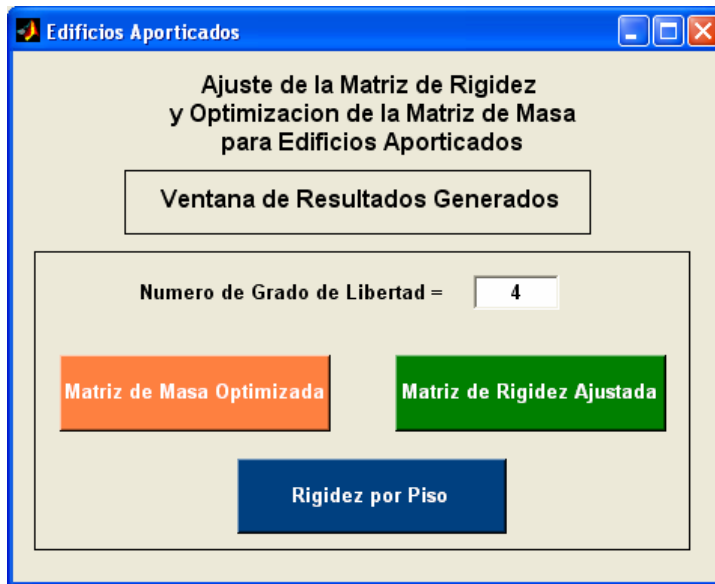 Edificios Aporticados
Ajuste de la Matriz de Rigidez
y Optimizacion de la Matriz de Masa
para Edificios Aporticados
Ventana de Resultados Generados
Numero de Grado de Libertad = 4
Matriz de Masa Optimizada
Matriz de Rigidez Ajustada
Rigidez por Piso